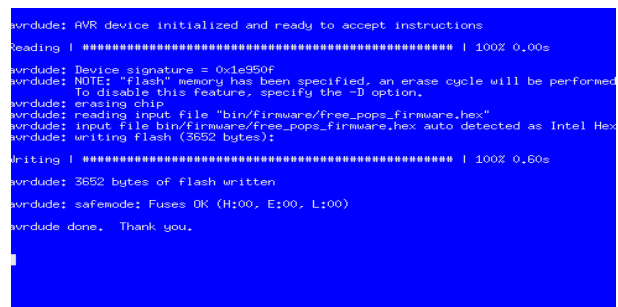 avrdude: AVR device initialized and ready to accept instructions
Reading | ################################################## | 100% 0.00s
avrdude: Device signature = 0x1e950f
avrdude: NOTE: "flash" memory has been specified, an erase cycle will be performed
To disable this feature, specify the -D option.
avrdude: erasing chip
avrdude: reading input file "bin/firmware/free_pops_firmware.hex"
avrdude: input file bin/firmware/free_pops_firmware.hex auto detected as Intel Hex
avrdude: writing flash (3652 bytes):
Writing | ################################################## | 100% 0.60s
avrdude: 3652 bytes of flash written
avrdude: safemode: Fuses OK (H:00, E:00, L:00)
avrdude done. Thank you.